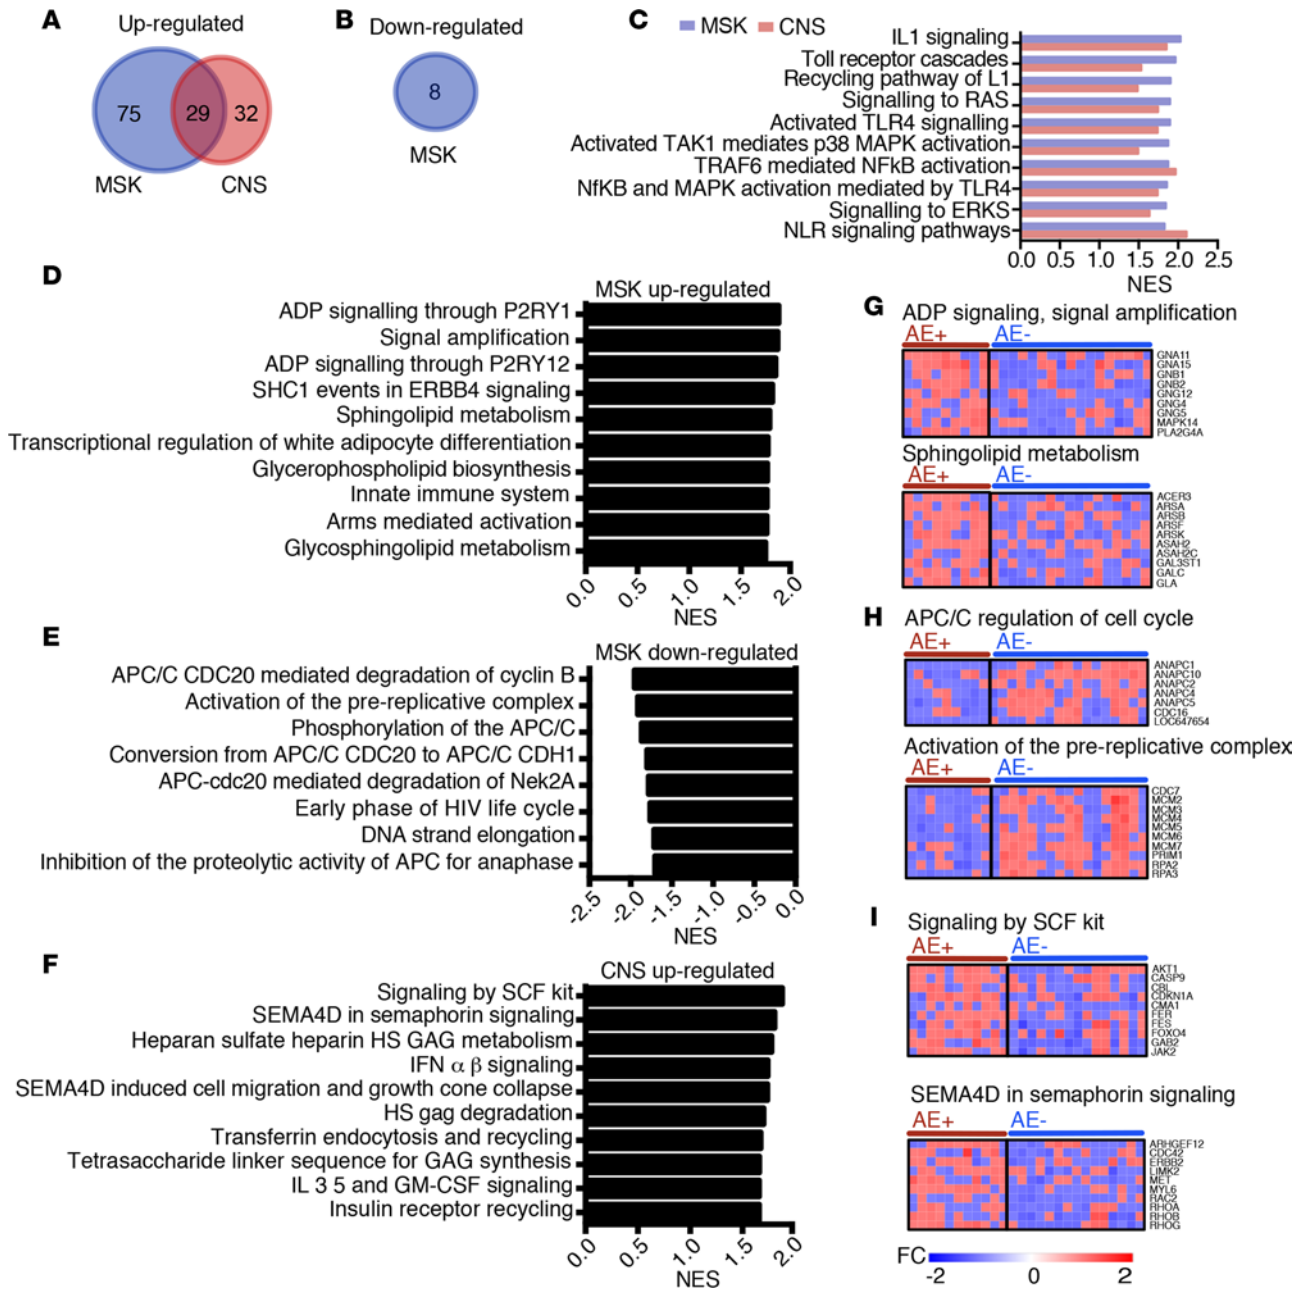 A
Up-regulated
75
29
32
MSK
CNS
B
Down-regulated
8
MSK
C
MSK
CNS
IL1 signaling
Toll receptor cascades
Recycling pathway of L1
Signalling to RAS
Activated TLR4 signalling
Activated TAK1 mediates p38 MAPK activation
TRAF6 mediated NFkB activation
NfKB and MAPK activation mediated by TLR4
Signalling to ERKS
NLR signaling pathways
0.0 0.5 1.0 1.5 2.0 2.5
NES
D
MSK up-regulated
ADP signalling through P2RY1
Signal amplification
ADP signalling through P2RY12
SHC1 events in ERBB4 signaling
Sphingolipid metabolism
Transcriptional regulation of white adipocyte differentiation
Glycerophospholipid biosynthesis
Innate immune system
Arms mediated activation
Glycosphingolipid metabolism
0.0 0.5 1.0 1.5 2.0
NES
E
MSK down-regulated
APC/C CDC20 mediated degradation of cyclin B
Activation of the pre-replicative complex
Phosphorylation of the APC/C
Conversion from APC/C CDC20 to APC/C CDH1
APC-cdc20 mediated degradation of Nek2A
Early phase of HIV life cycle
DNA strand elongation
Inhibition of the proteolytic activity of APC for anaphase
-2.5 -2.0 -1.5 -1.0 -0.5 0.0
NES
F
CNS up-regulated
Signaling by SCF kit
SEMA4D in semaphorin signaling
Heparan sulfate heparin HS GAG metabolism
IFN α β signaling
SEMA4D induced cell migration and growth cone collapse
HS gag degradation
Transferrin endocytosis and recycling
Tetrasaccharide linker sequence for GAG synthesis
IL 3 5 and GM-CSF signaling
Insulin receptor recycling
0.0 0.5 1.0 1.5 2.0
NES
G
ADP signaling, signal amplification
AE+ AE-
GNA11
GNA15
GNB1
GNB2
GNG12
GNG4
GNG5
MAPK14
PLA2G4A
Sphingolipid metabolism
AE+ AE-
ACER3
ARSA
ARSB
ARSF
ARSK
ASAH2
ASAH2C
GAL3ST1
GALC
GLA
H
APC/C regulation of cell cycle
AE+ AE-
ANAPC1
ANAPC10
ANAPC2
ANAPC4
ANAPC5
CDC16
LOC647654
Activation of the pre-replicative complex
AE+ AE-
CDC7
MCM2
MCM3
MCM4
MCM5
MCM6
MCM7
PRIM1
RPA2
RPA3
I
Signaling by SCF kit
AE+ AE-
AKT1
CASP9
CBL
CDKN1A
CMA1
FER
FES
FOXO4
GAB2
JAK2
SEMA4D in semaphorin signaling
AE+ AE-
ARHGEF12
CDC42
ERBB2
LIMK2
MET
MYL6
RAC2
RHOA
RHOB
RHOG
FC
-2 0 2